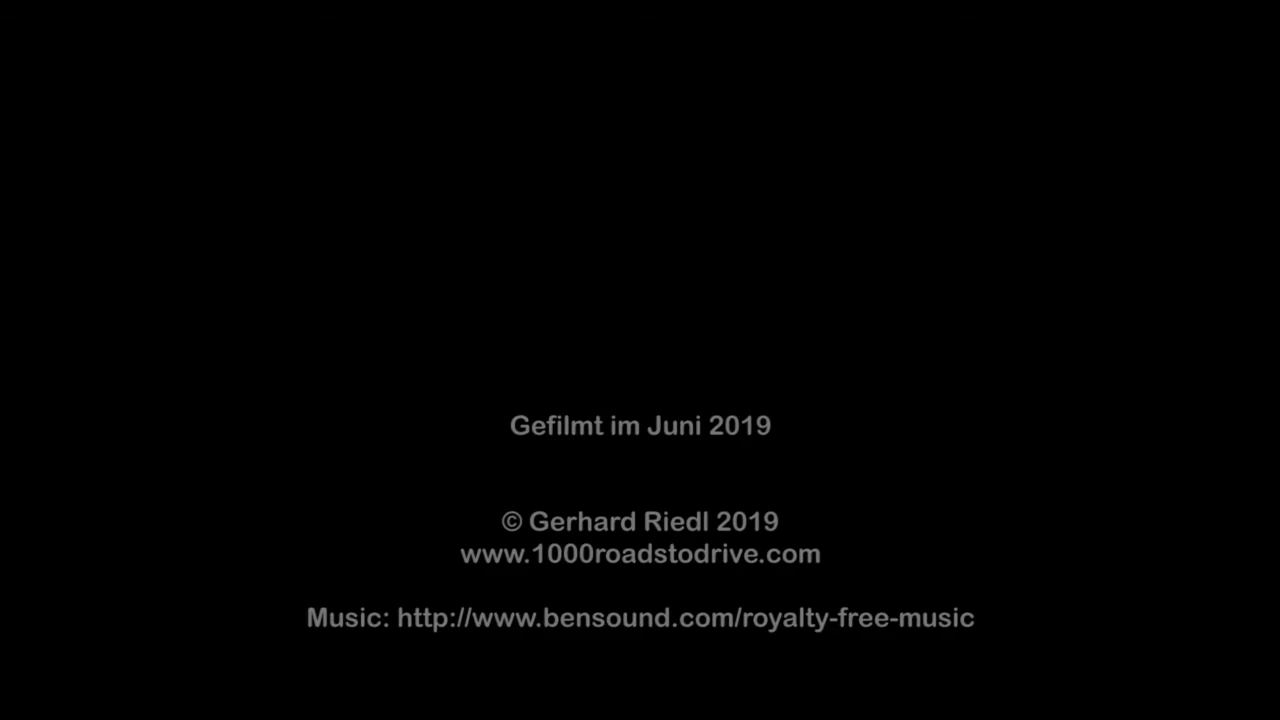 Gefilmt im Juni 2019
© Gerhard Riedl 2019
www.1000roadstodrive.com
Music: http://www.bensound.com/royalty-free-music